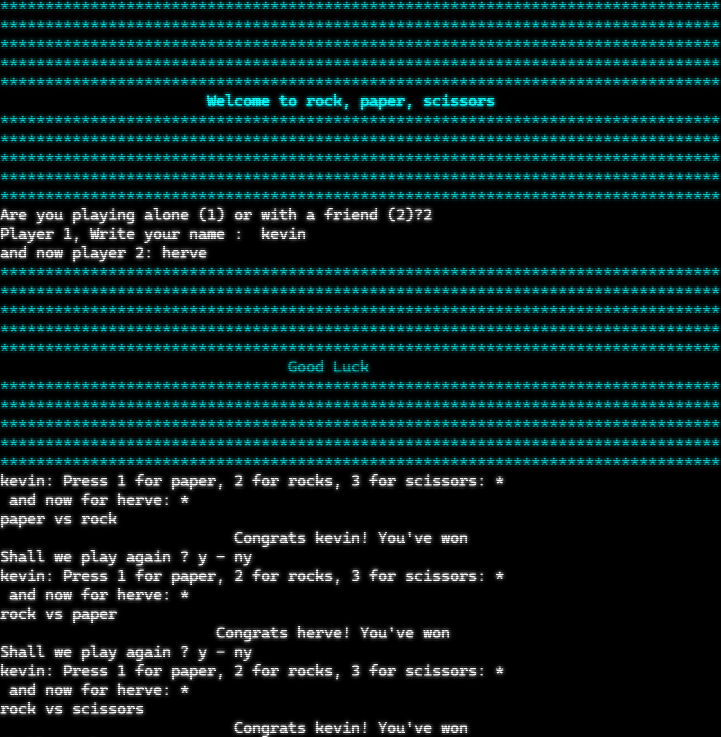 ********************************************************************************
********************************************************************************
********************************************************************************
********************************************************************************
********************************************************************************
Welcome to rock, paper, scissors
********************************************************************************
********************************************************************************
********************************************************************************
********************************************************************************
********************************************************************************
Are you playing alone (1) or with a friend (2)?2
Player 1, Write your name :  kevin
and now player 2: herve
********************************************************************************
********************************************************************************
********************************************************************************
********************************************************************************
********************************************************************************
Good Luck
********************************************************************************
********************************************************************************
********************************************************************************
********************************************************************************
********************************************************************************
kevin: Press 1 for paper, 2 for rocks, 3 for scissors: *
and now for herve: *
paper vs rock
Congrats kevin! You've won
Shall we play again ? y - ny
kevin: Press 1 for paper, 2 for rocks, 3 for scissors: *
and now for herve: *
rock vs paper
Congrats herve! You've won
Shall we play again ? y - ny
kevin: Press 1 for paper, 2 for rocks, 3 for scissors: *
and now for herve: *
rock vs scissors
Congrats kevin! You've won